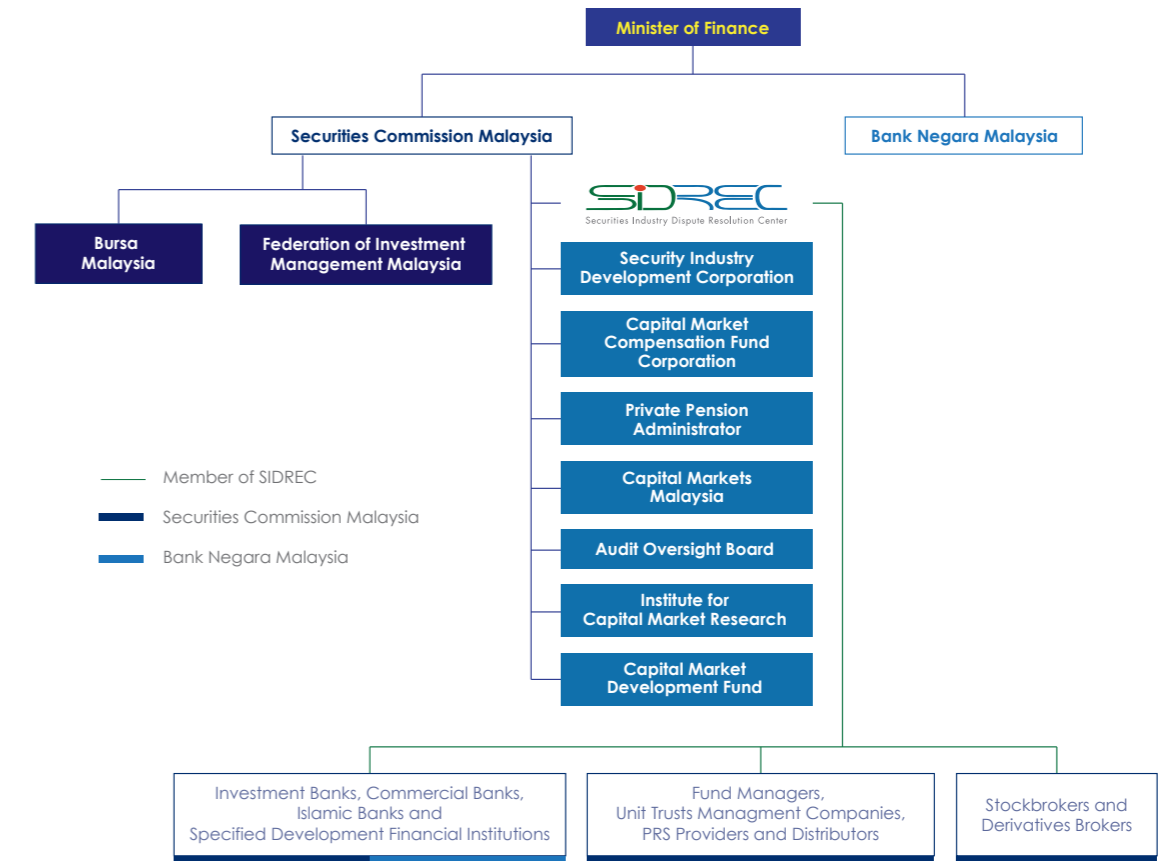 Minister of Finance
Securities Commission Malaysia
Bank Negara Malaysia
SiDREC
Securities Industry Dispute Resolution Center
Bursa
Malaysia
Federation of Investment
Management Malaysia
Security Industry
Development Corporation
Capital Market
Compensation Fund
Corporation
Private Pension
Administrator
Capital Markets
Malaysia
Audit Oversight Board
Institute for
Capital Market Research
Capital Market
Development Fund
Member of SIDREC
Securities Commission Malaysia
Bank Negara Malaysia
Investment Banks, Commercial Banks,
Islamic Banks and
Specified Development Financial Institutions
Fund Managers,
Unit Trusts Managment Companies,
PRS Providers and Distributors
Stockbrokers and
Derivatives Brokers